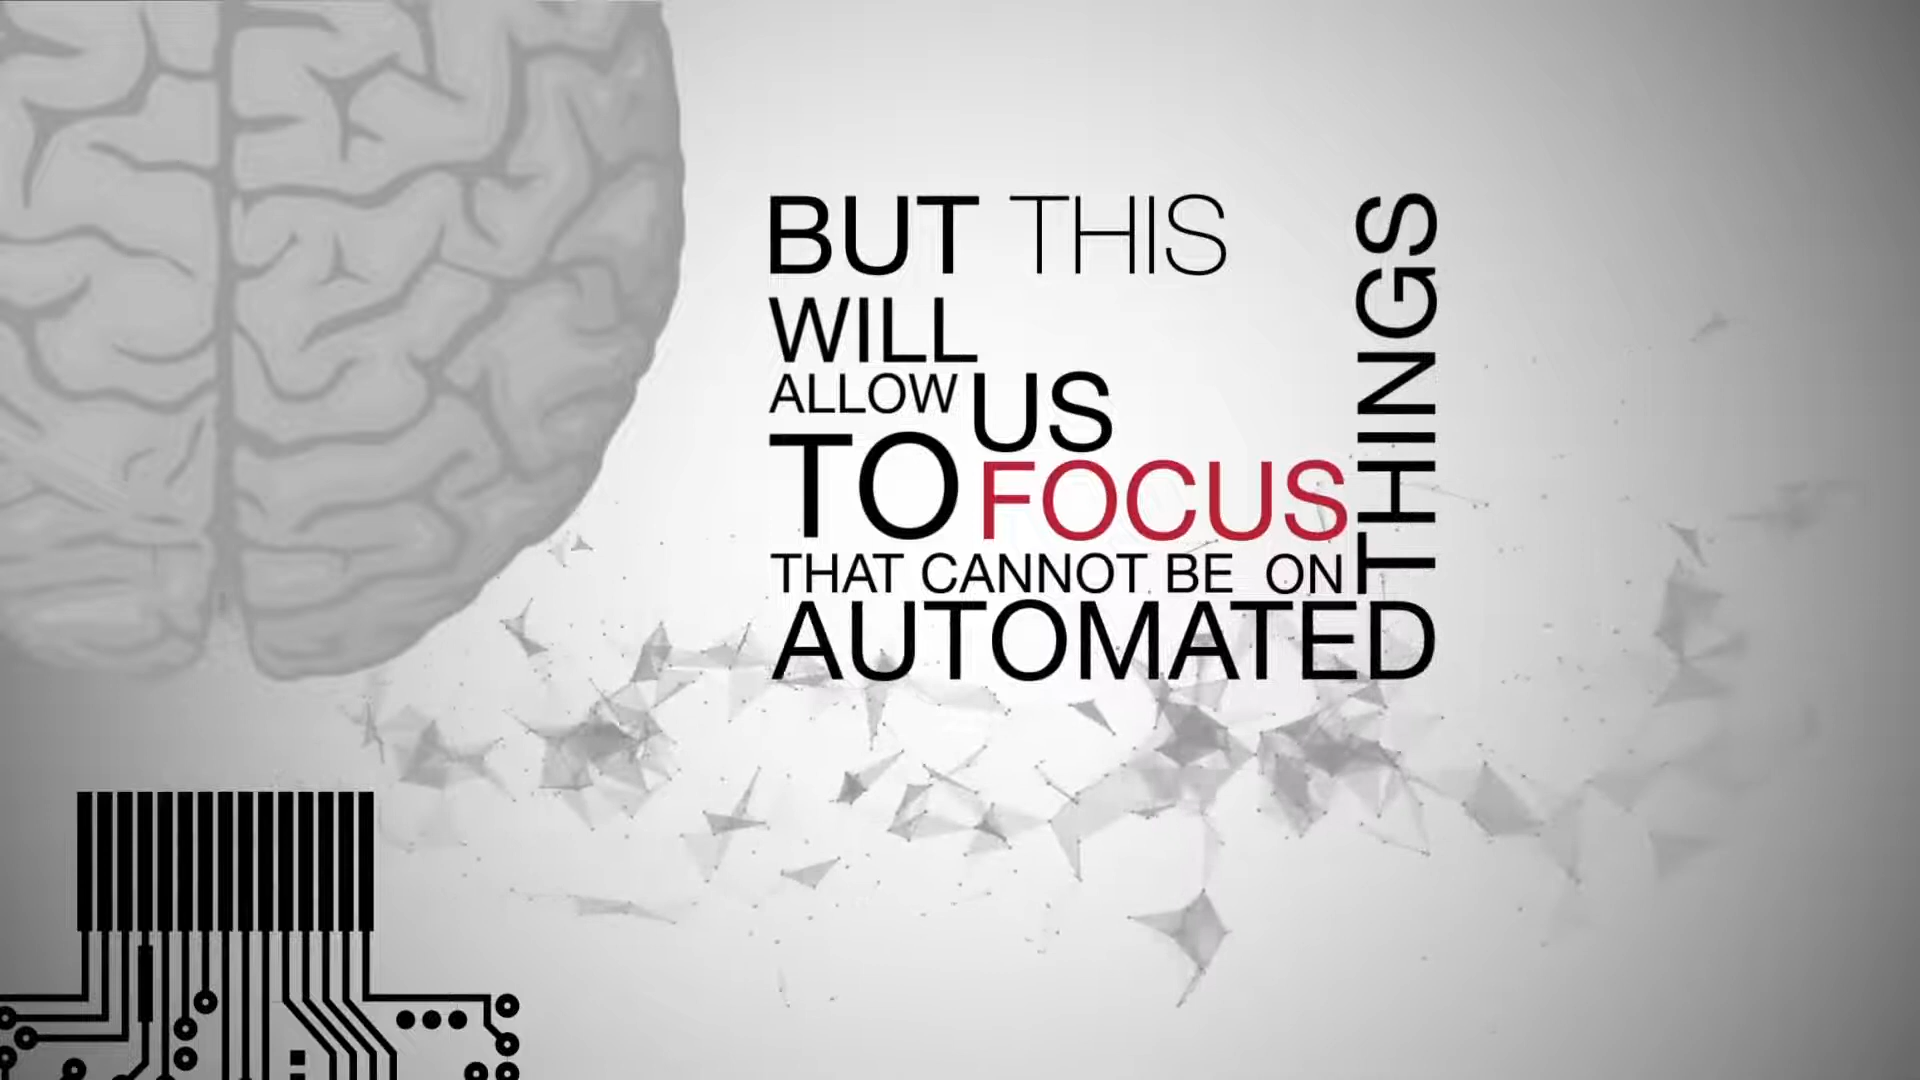 BUT THIS
WILL
ALLOW US
TO FOCUS
ON THINGS
THAT CANNOT BE
AUTOMATED